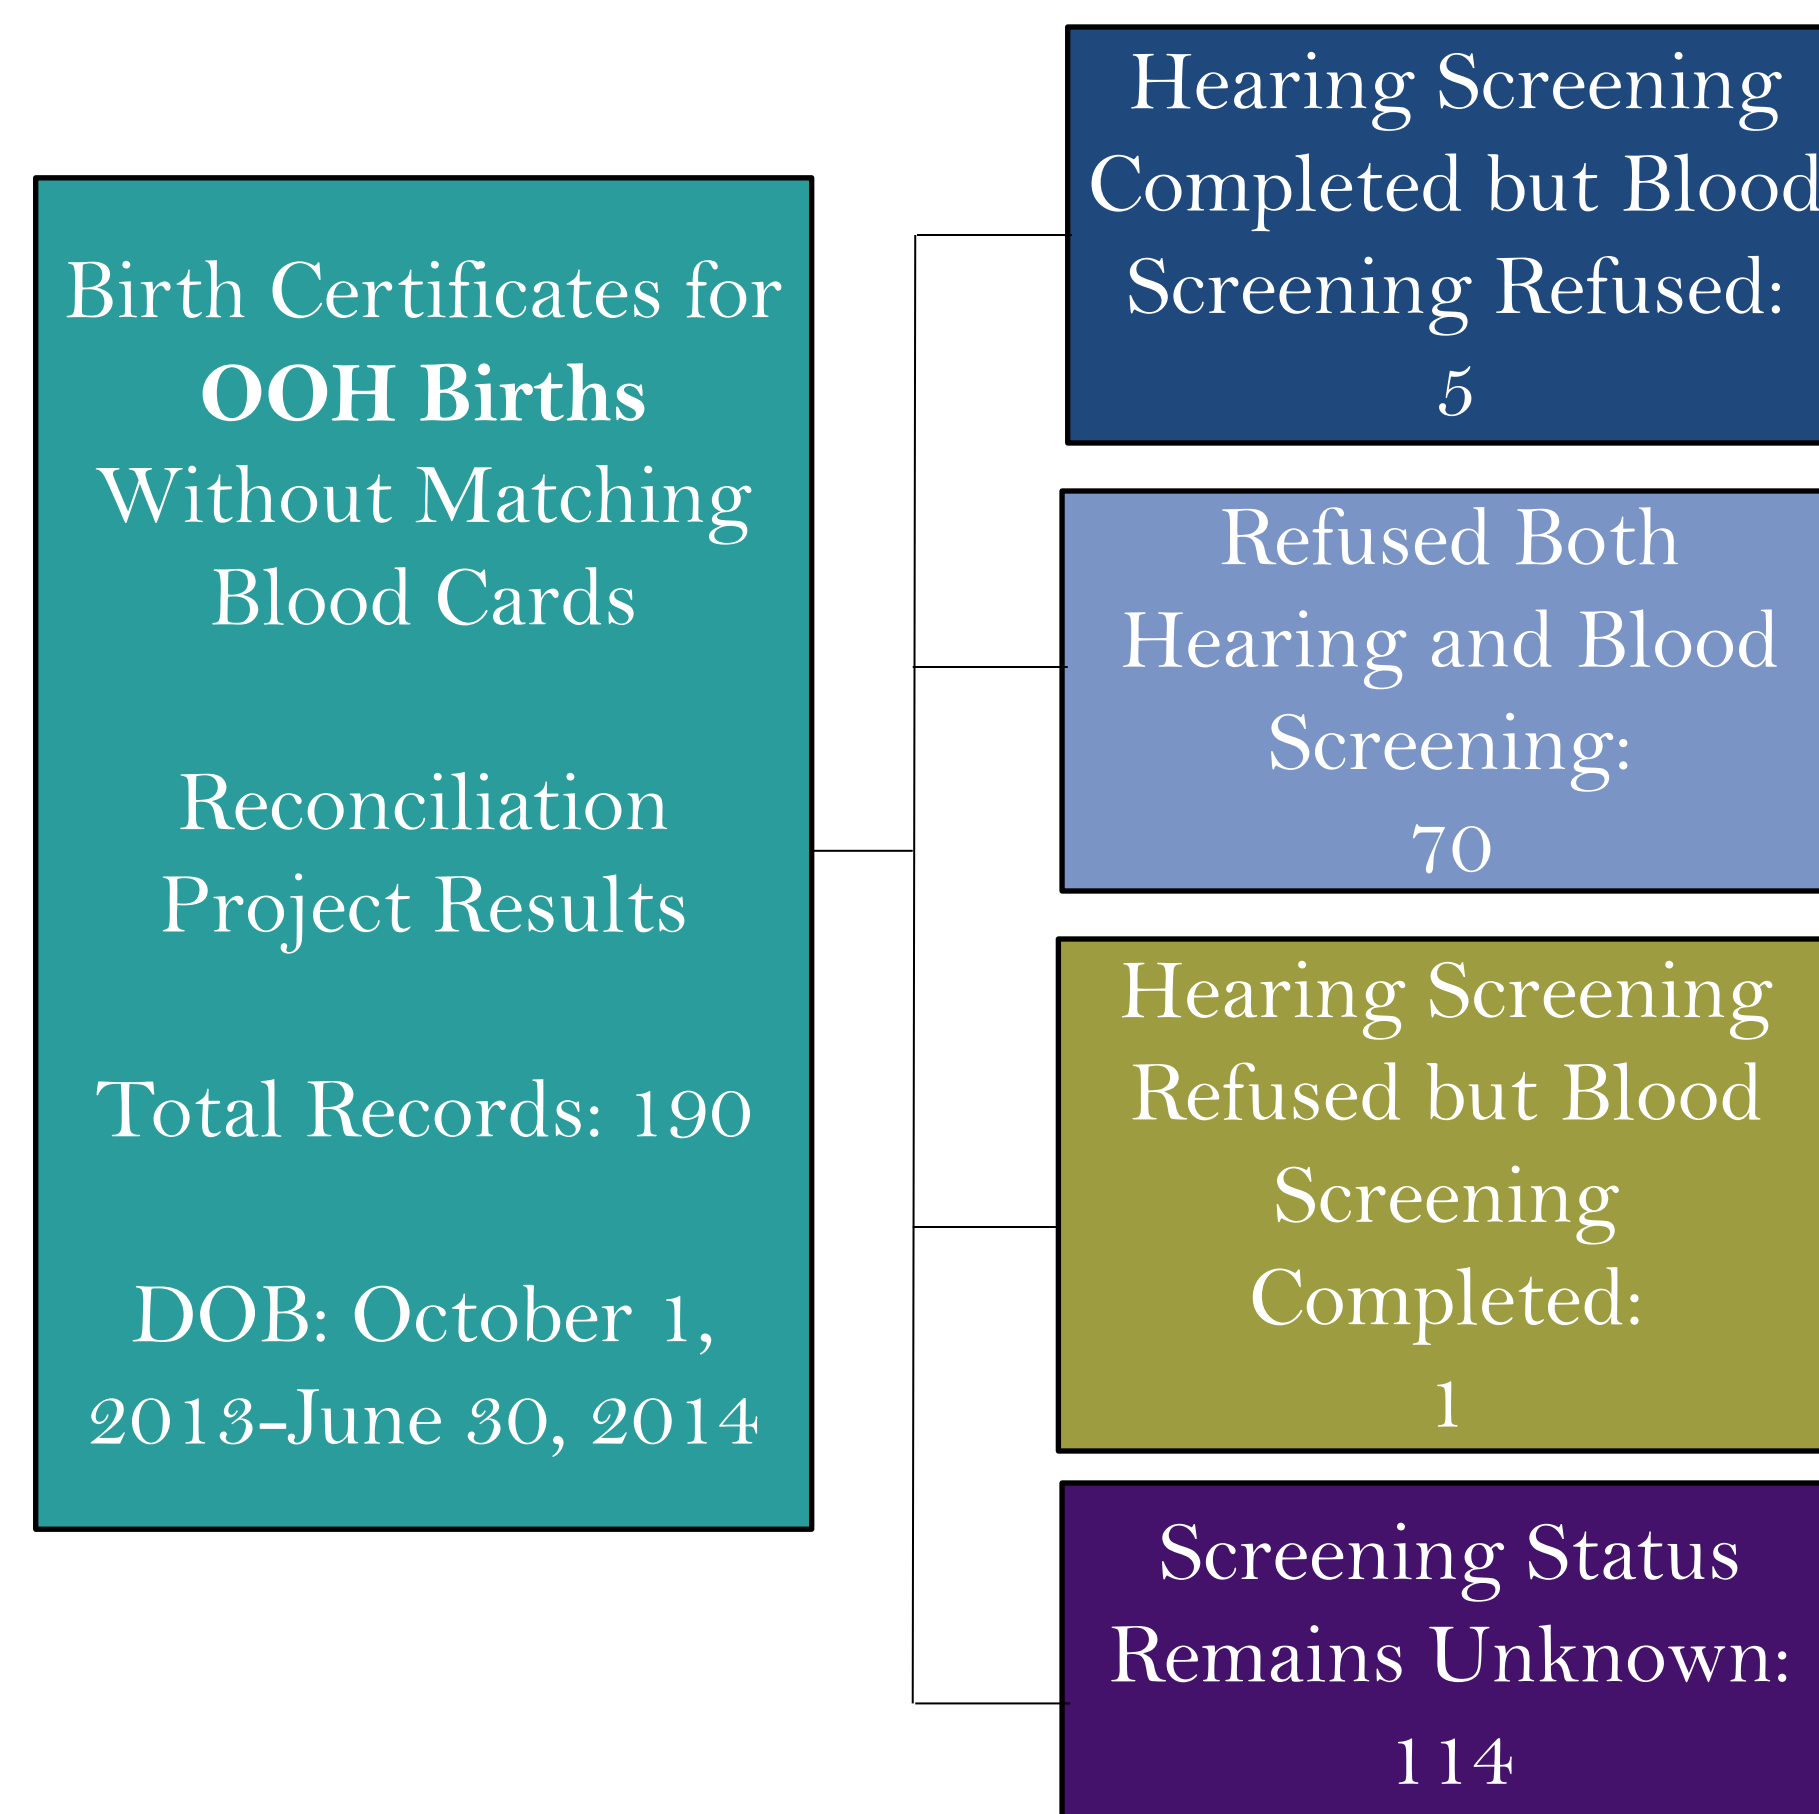 Birth Certificates for
OOH Births
Without Matching
Blood Cards
Reconciliation
Project Results
Total Records: 190
DOB: October 1,
2013-June 30, 2014
Hearing Screening
Completed but Blood
Screening Refused:
5
Refused Both
Hearing and Blood
Screening:
70
Hearing Screening
Refused but Blood
Screening
Completed:
1
Screening Status
Remains Unknown:
114